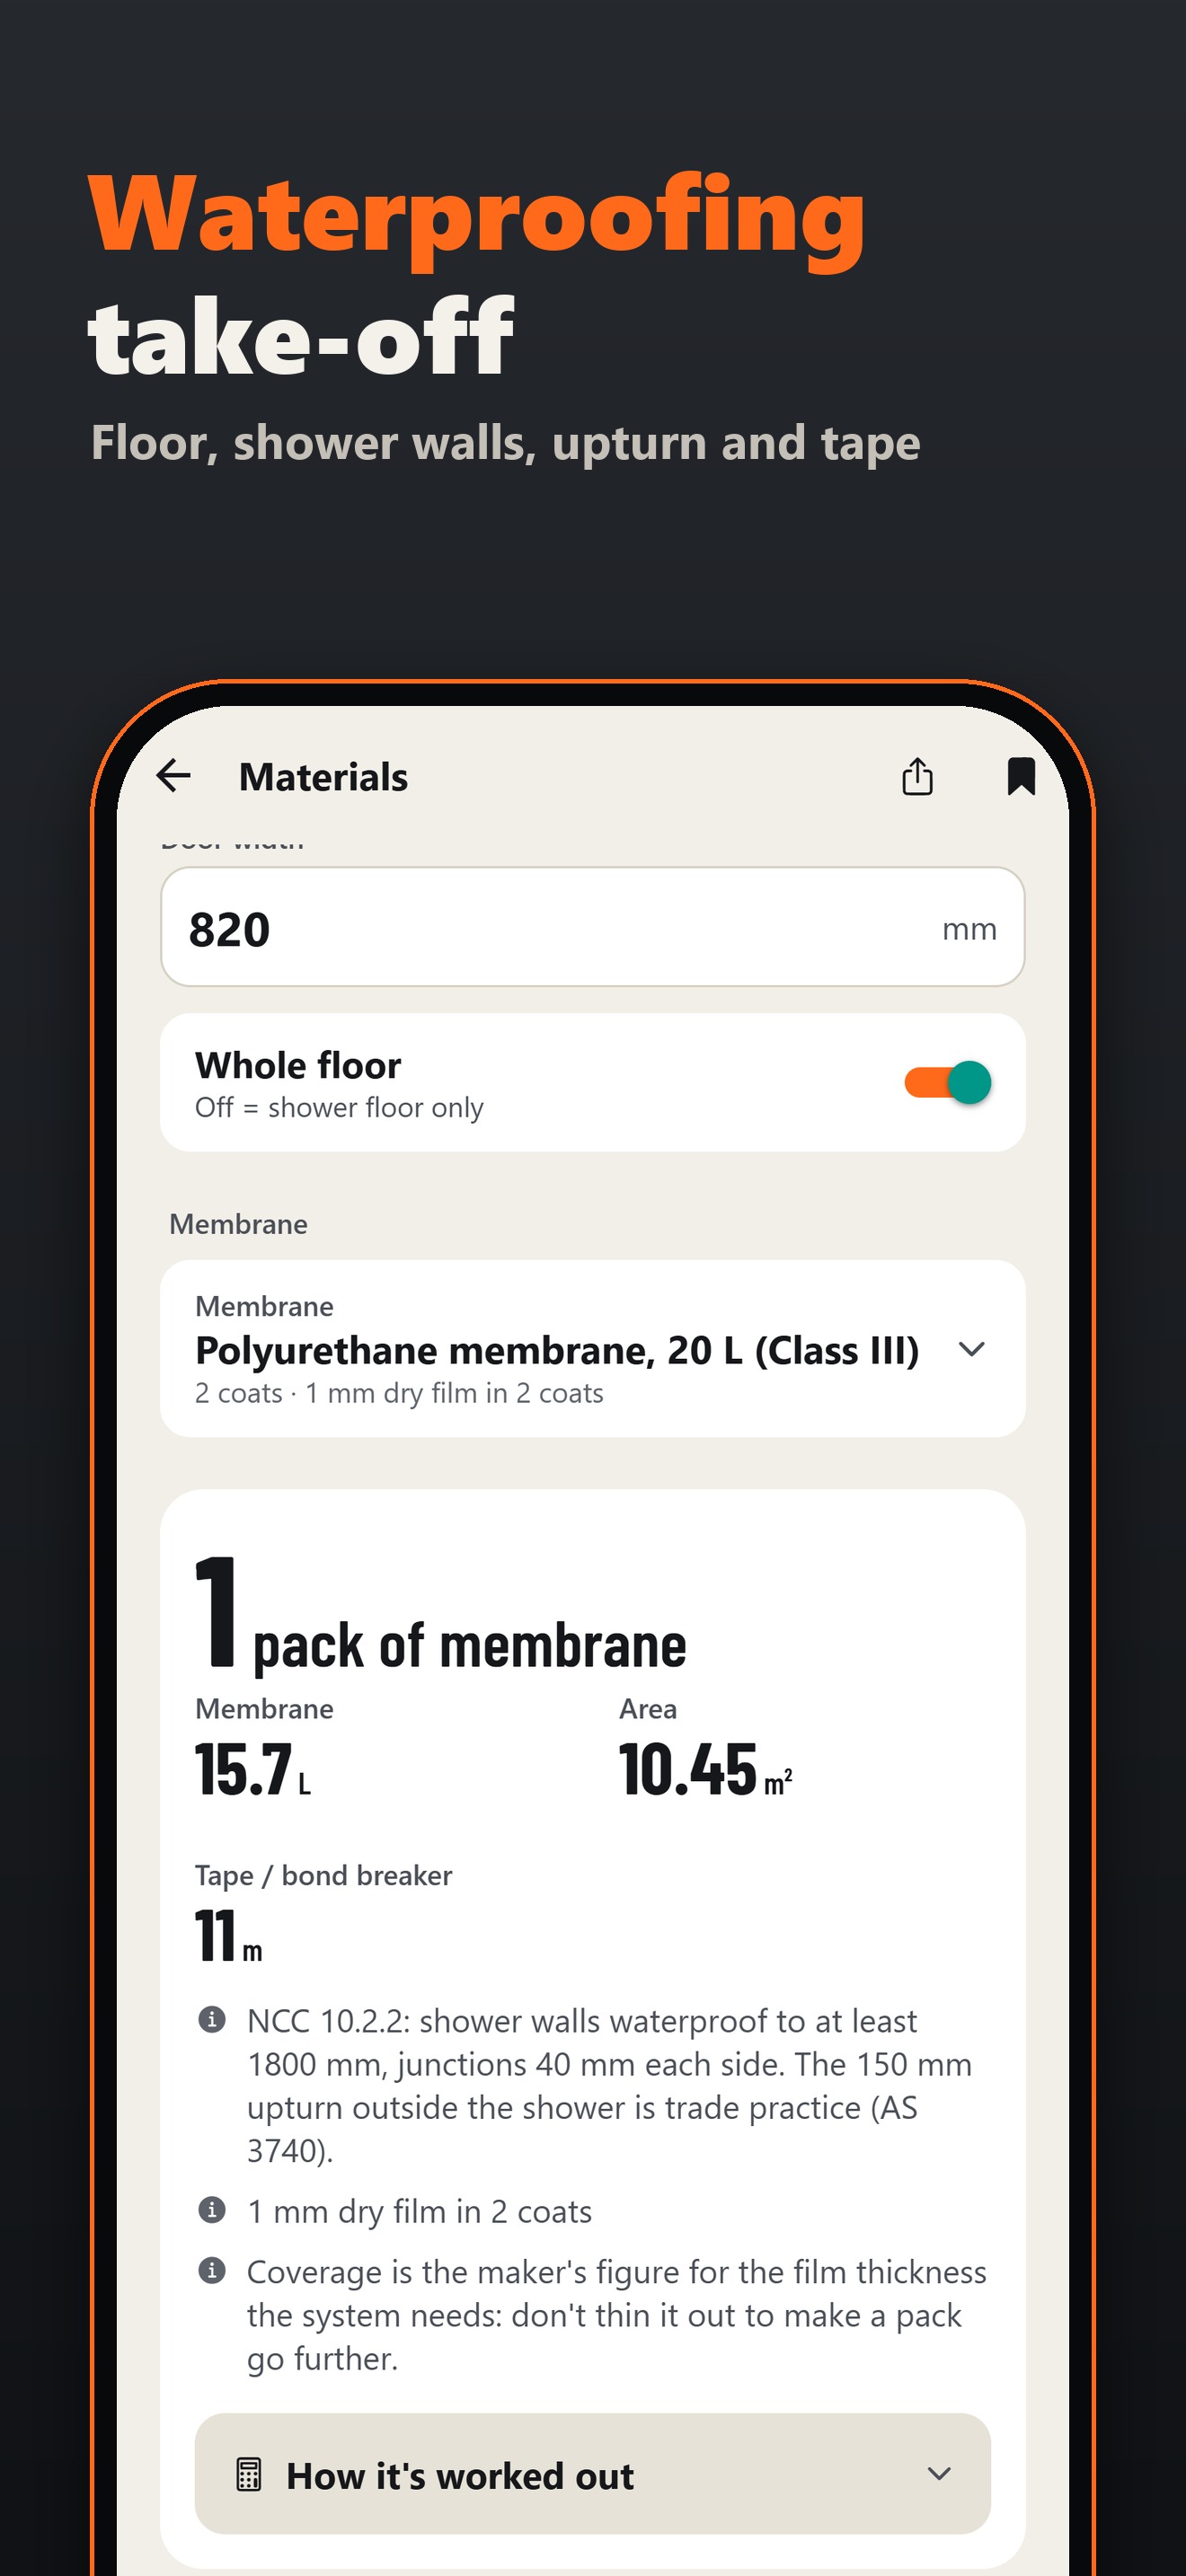 Waterproofing
take-off
Floor, shower walls, upturn and tape
Materials
Door width
820 mm
Whole floor
Off = shower floor only
Membrane
Membrane
Polyurethane membrane, 20 L (Class III)
2 coats · 1 mm dry film in 2 coats
1 pack of membrane
Membrane Area
15.7 L 10.45 m²
Tape / bond breaker
11 m
NCC 10.2.2: shower walls waterproof to at least
1800 mm, junctions 40 mm each side. The 150 mm
upturn outside the shower is trade practice (AS
3740).
1 mm dry film in 2 coats
Coverage is the maker's figure for the film thickness
the system needs: don't thin it out to make a pack
go further.
How it's worked out